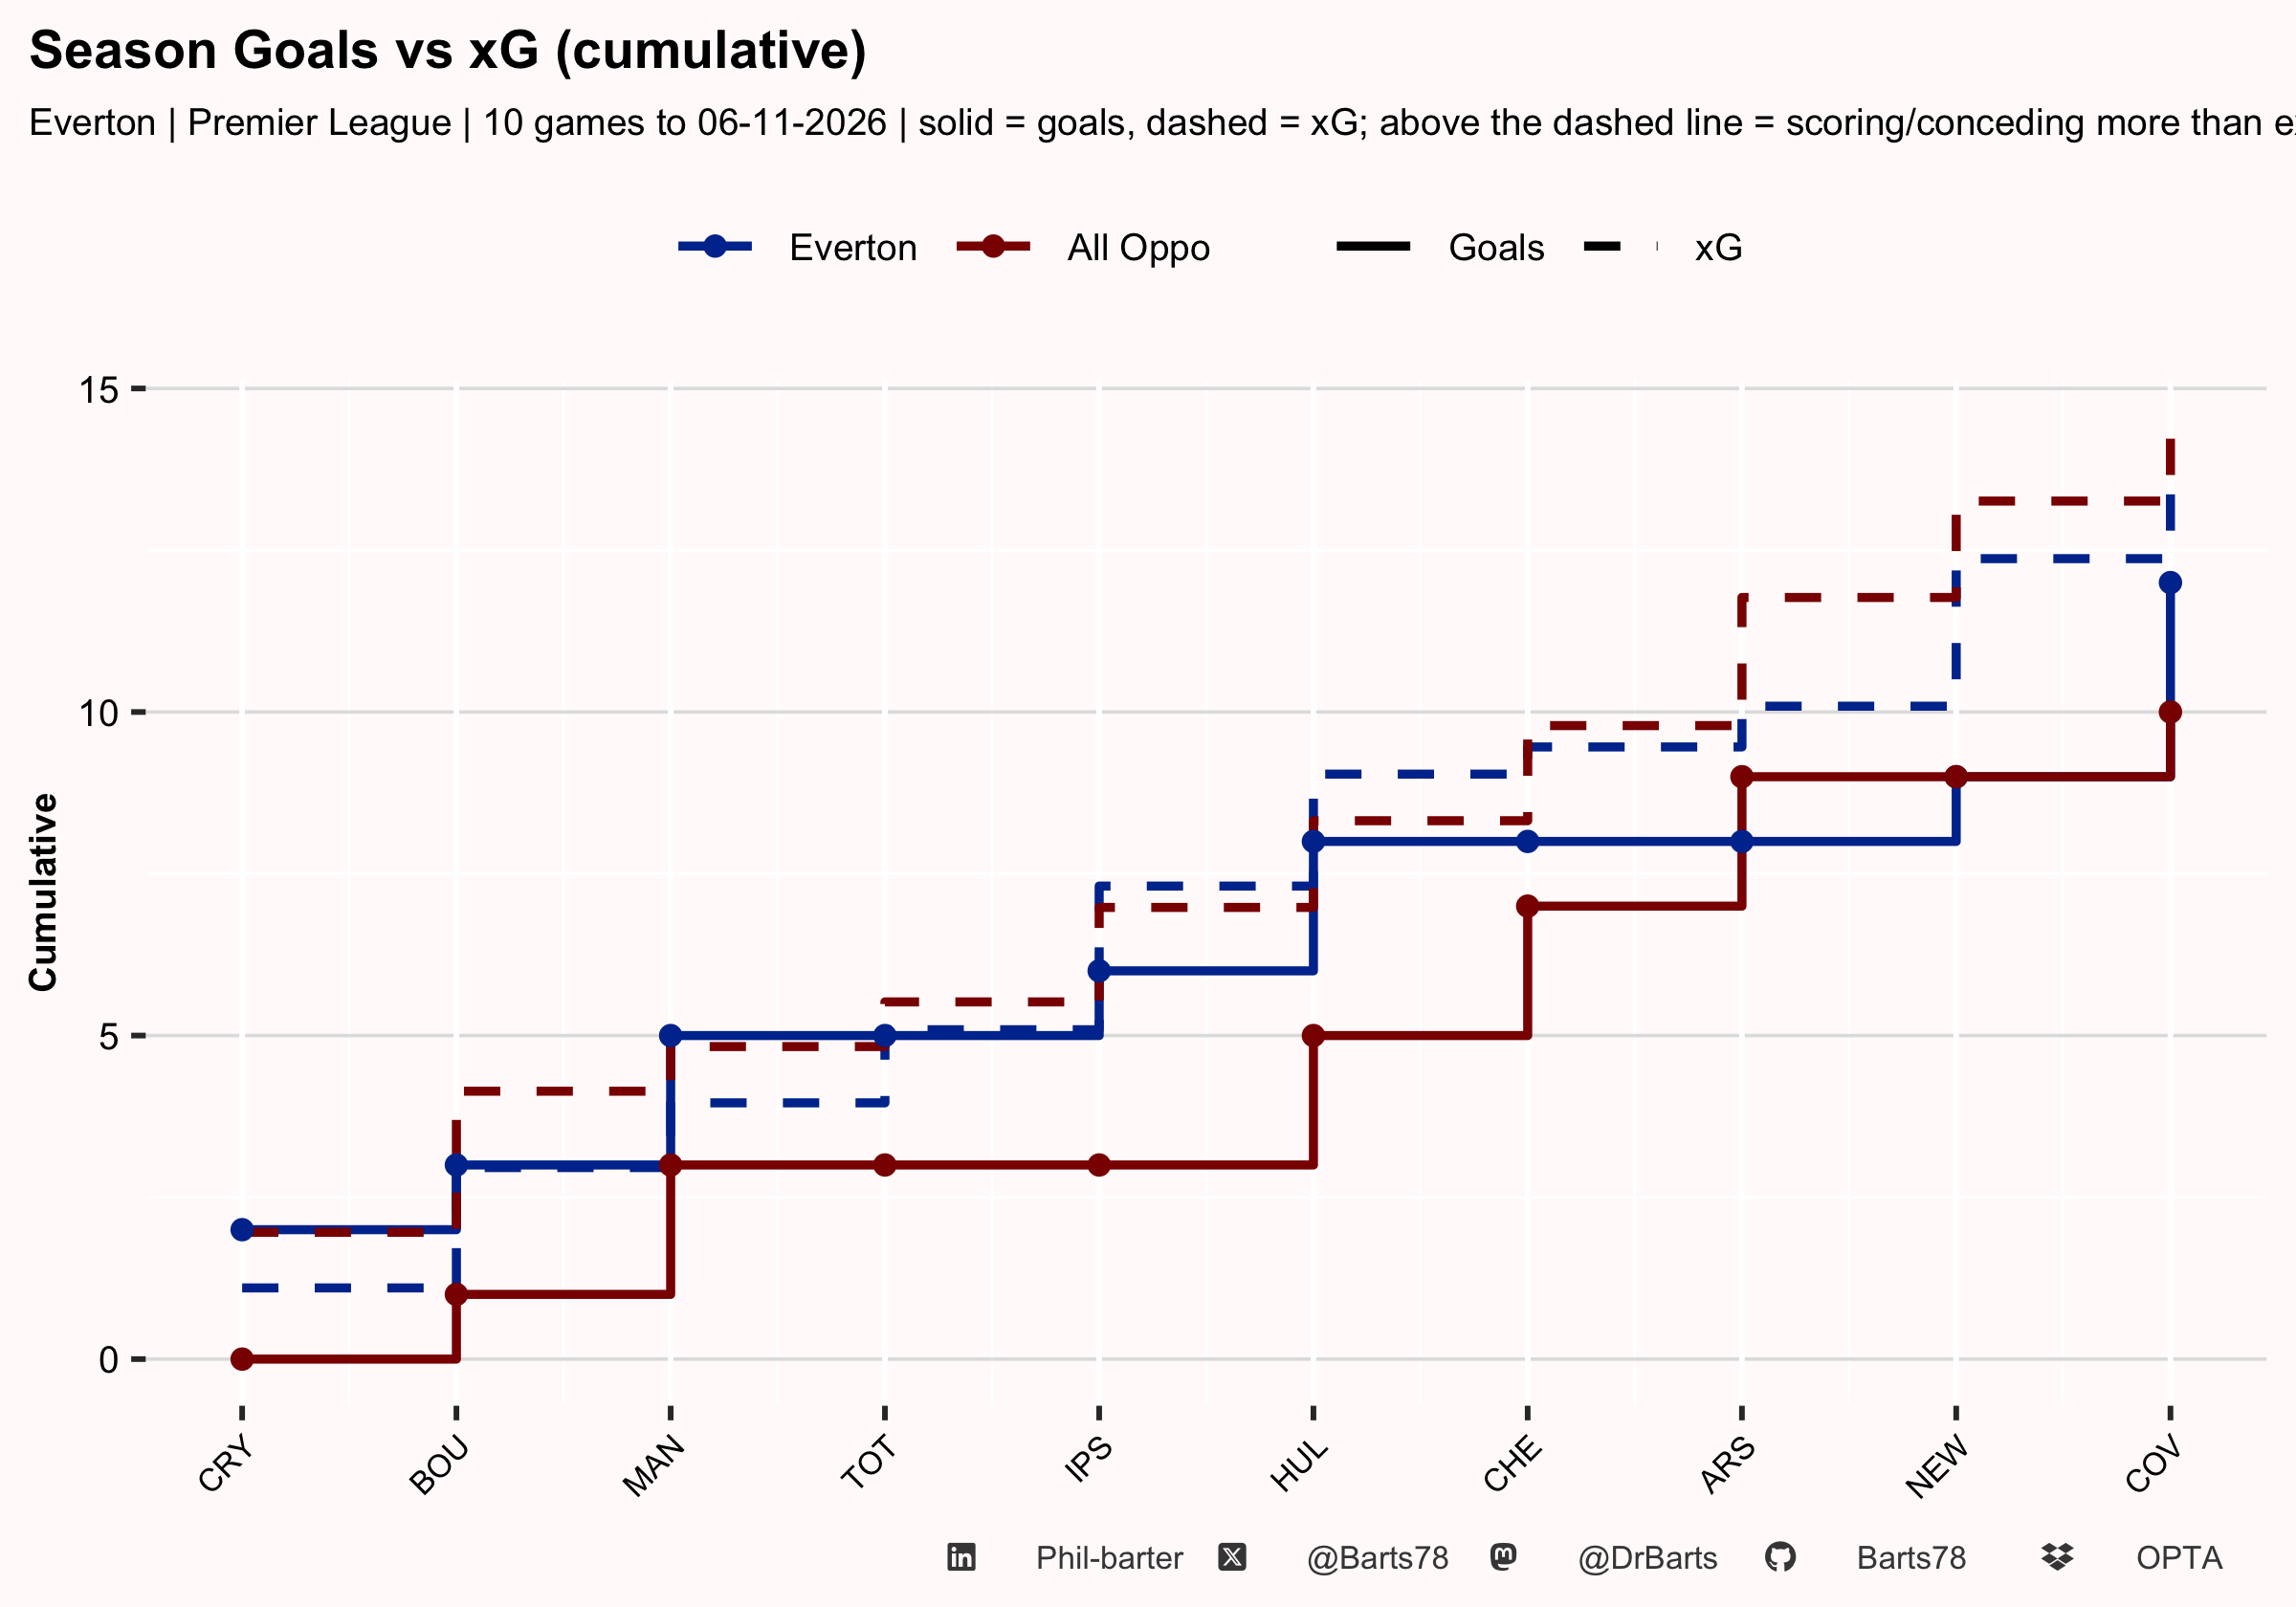 Season Goals vs xG (cumulative)
Everton | Premier League | 10 games to 06-11-2026 | solid = goals, dashed = xG; above the dashed line = scoring/conceding more than
Everton All Oppo Goals xG
15
10
5
0
Cumulative
CRY BOU MAN TOT IPS HUL CHE ARS NEW COV
Phil-barter @Barts78 @DrBarts Barts78 OPTA